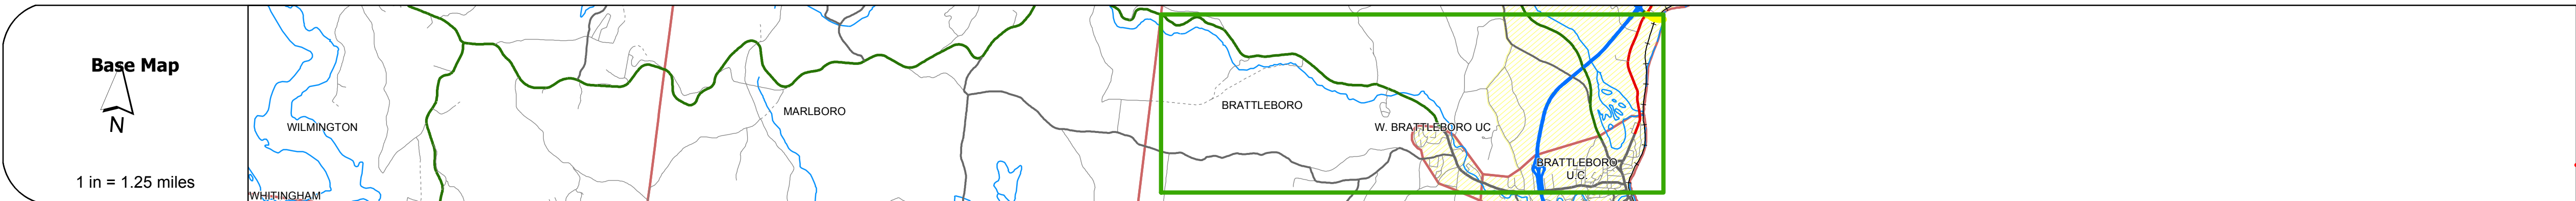 Base Map
N
1 in = 1.25 miles
WILMINGTON
WHITINGHAM
MARLBORO
BRATTLEBORO
W. BRATTLEBORO UC
BRATTLEBORO
U.C.